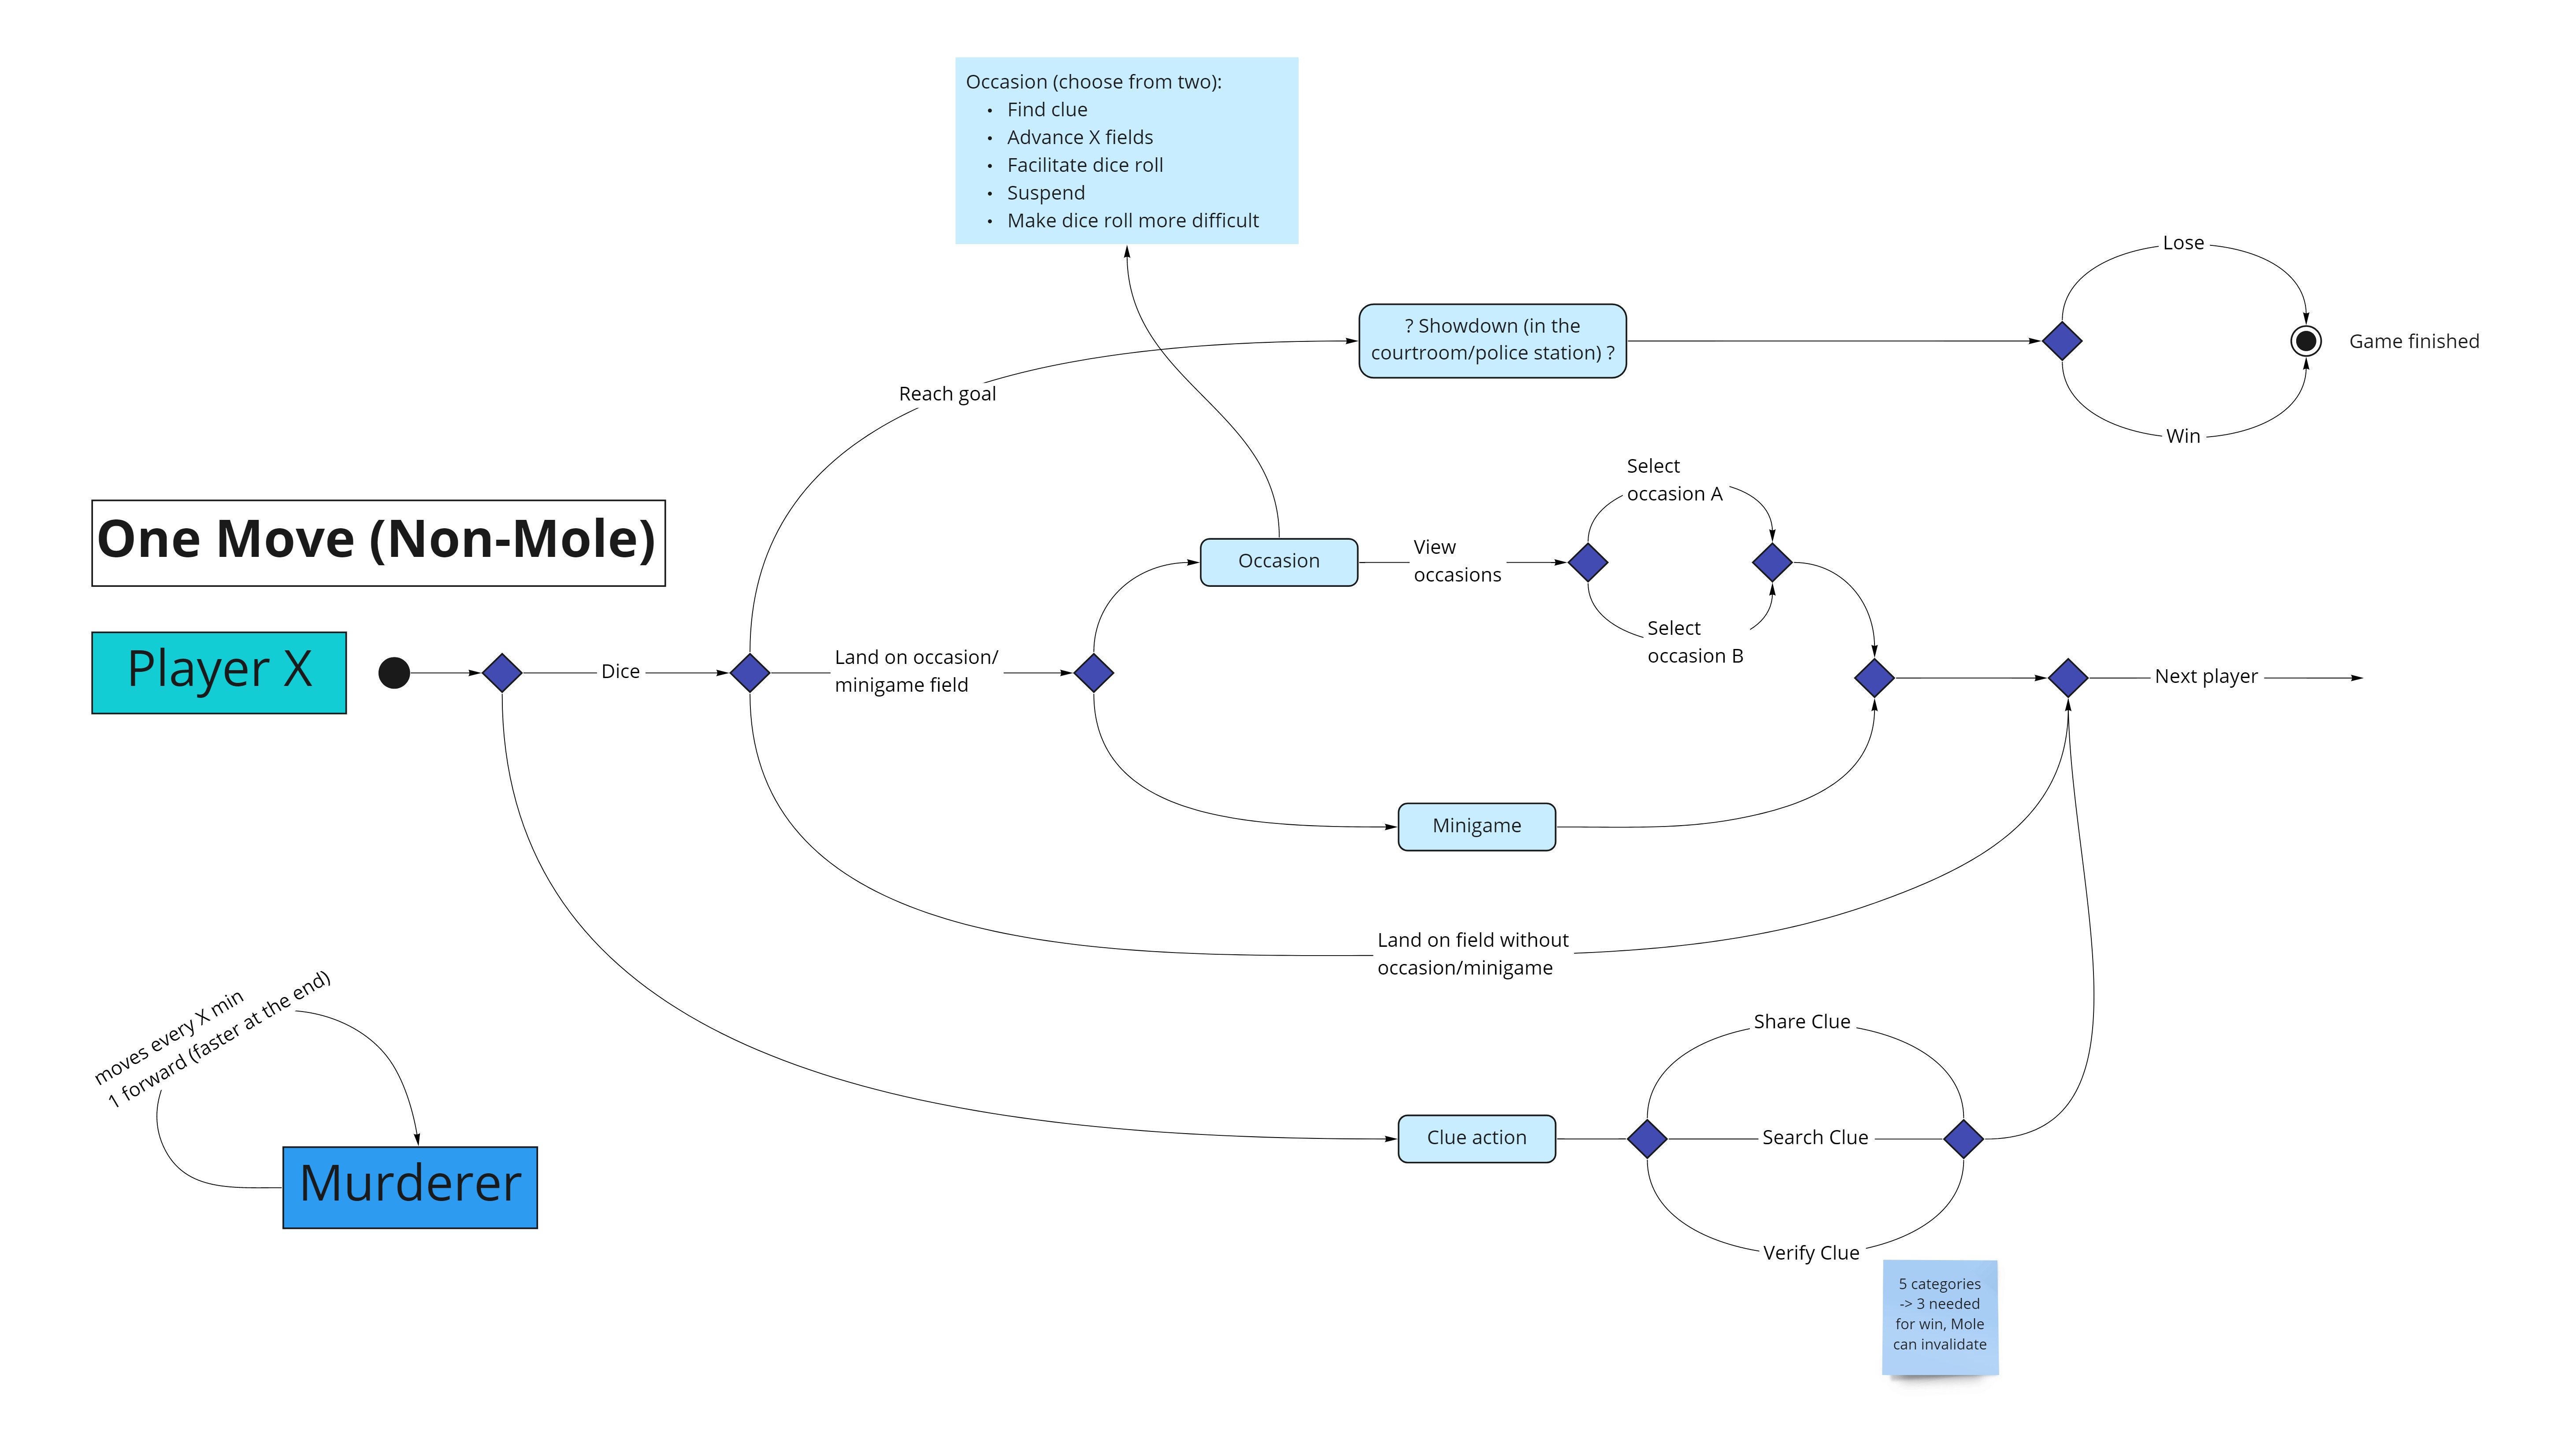 Occasion (choose from two):
• Find clue
• Advance X fields
• Facilitate dice roll
• Suspend
• Make dice roll more difficult
Lose
? Showdown (in the
courtroom/police station) ?
Game finished
Reach goal
Win
Select
occasion A
One Move (Non-Mole)
Occasion
View
occasions
Select
occasion B
Player X
Dice
Land on occasion/
minigame field
Next player
Minigame
Land on field without
occasion/minigame
moves every X min
1 forward (faster at the end)
Murderer
Share Clue
Clue action
Search Clue
Verify Clue
5 categories
-> 3 needed
for win, Mole
can invalidate